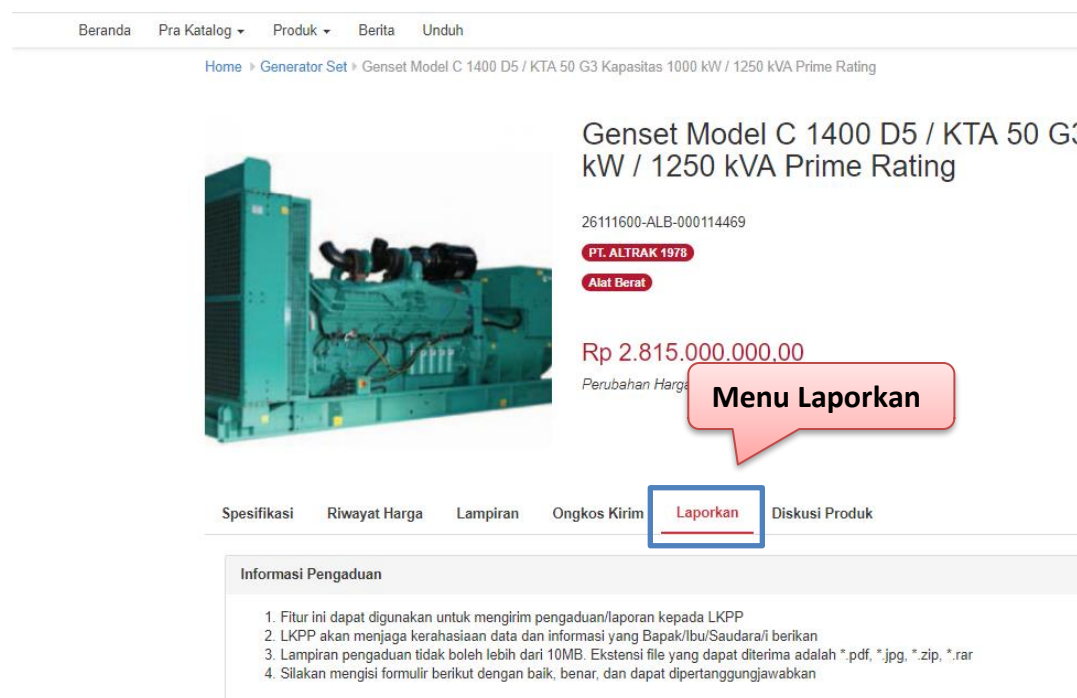 Beranda Pra Katalog Produk Berita Unduh
Home Generator Set Genset Model C 1400 D5 / KTA 50 G3 Kapasitas 1000 kW / 1250 kVA Prime Rating
Genset Model C 1400 D5 / KTA 50 G3
kW / 1250 kVA Prime Rating
26111600-ALB-000114469
PT. ALTRAK 1978
Alat Berat
Rp 2.815.000.000,00
Perubahan Harga
Menu Laporkan
Spesifikasi Riwayat Harga Lampiran Ongkos Kirim Laporkan Diskusi Produk
Informasi Pengaduan
1. Fitur ini dapat digunakan untuk mengirim pengaduan/laporan kepada LKPP
2. LKPP akan menjaga kerahasiaan data dan informasi yang Bapak/Ibu/Saudara/i berikan
3. Lampiran pengaduan tidak boleh lebih dari 10MB. Ekstensi file yang dapat diterima adalah *.pdf, *.jpg, *.zip, *.rar
4. Silakan mengisi formulir berikut dengan baik, benar, dan dapat dipertanggungjawabkan